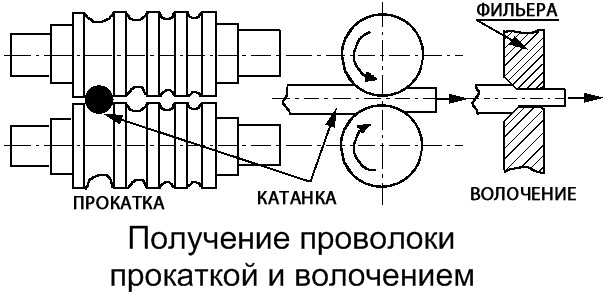 ФИЛЬЕРА
ПРОКАТКА
КАТАНКА
ВОЛОЧЕНИЕ
Получение проволоки
прокаткой и волочением